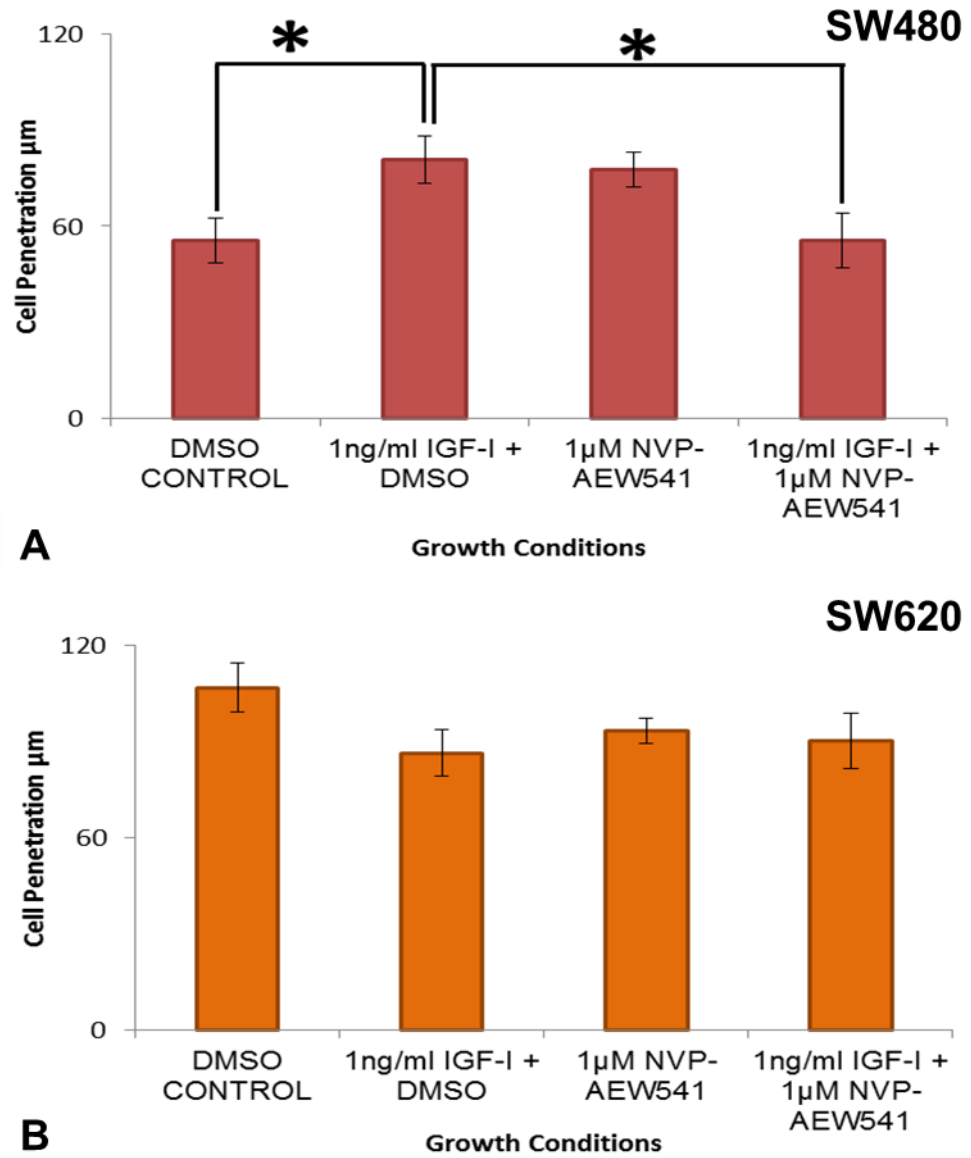 SW480
*
*
120
60
0
Cell Penetration µm
DMSO
CONTROL
1ng/ml IGF-I +
DMSO
1µM NVP-
AEW541
1ng/ml IGF-I +
1µM NVP-
AEW541
Growth Conditions
A
SW620
120
60
0
Cell Penetration µm
DMSO
CONTROL
1ng/ml IGF-I +
DMSO
1µM NVP-
AEW541
1ng/ml IGF-I +
1µM NVP-
AEW541
Growth Conditions
B